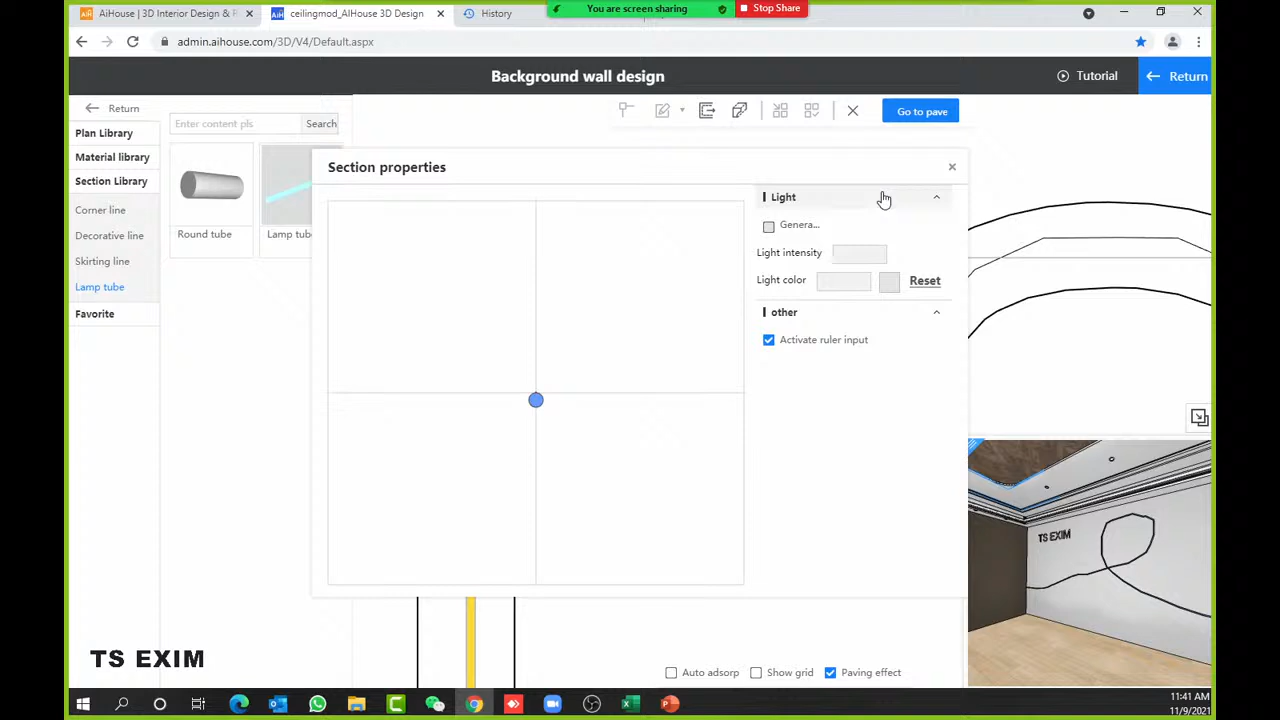 You are screen sharing
Stop Share
AiHouse | 3D Interior Design & F
ceilingmod_AIHouse 3D Design
History
admin.aihouse.com/3D/V4/Default.aspx
Background wall design
Tutorial
Return
Return
Plan Library
Material library
Section Library
Corner line
Decorative line
Skirting line
Lamp tube
Favorite
Enter content pls
Search
Round tube
Lamp tube
Go to pave
Section properties
Light
Genera...
Light intensity
Light color
Reset
other
Activate ruler input
TS EXIM
TS EXIM
Auto adsorp
Show grid
Paving effect
11:41 AM
11/9/2021